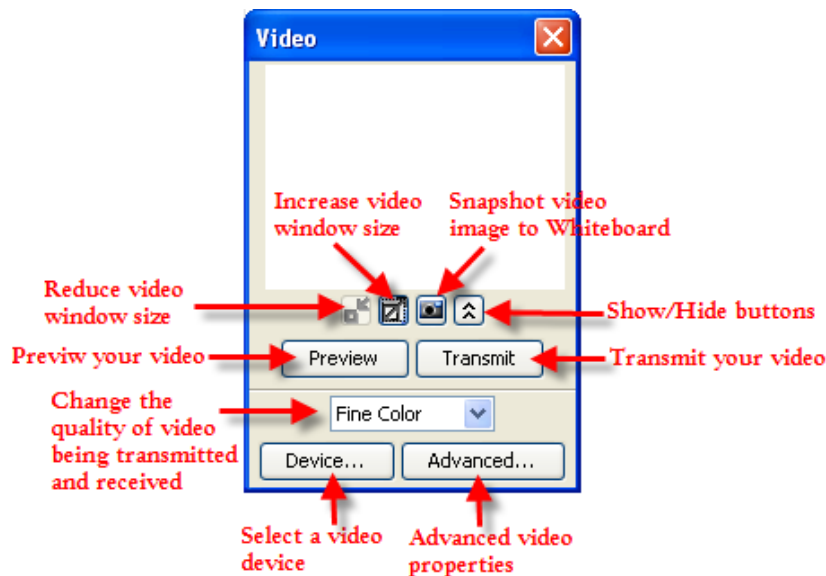 Video
Increase video
window size
Snapshot video
image to Whiteboard
Reduce video
window size
Show/Hide buttons
Previw your video
Preview
Transmit
Transmit your video
Change the
quality of video
being transmitted
and received
Fine Color
Device...
Advanced...
Select a video
device
Advanced video
properties